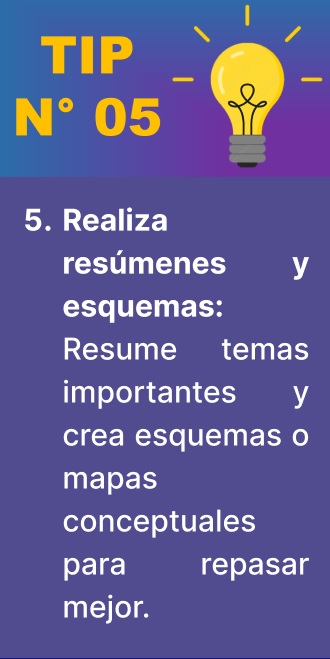 TIP
N° 05
5. Realiza
resúmenes y
esquemas:
Resume temas
importantes y
crea esquemas o
mapas
conceptuales
para repasar
mejor.